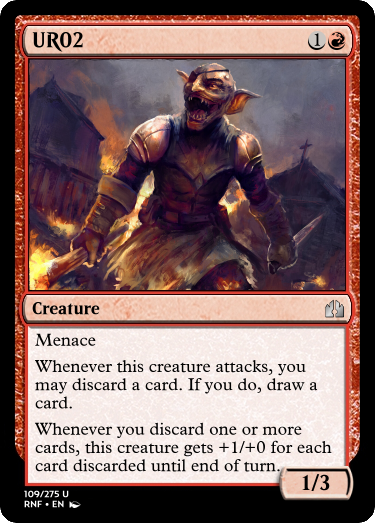 UR02
1
Creature
Menace
Whenever this creature attacks, you
may discard a card. If you do, draw a
card.
Whenever you discard one or more
cards, this creature gets +1/+0 for each
card discarded until end of turn.
1/3
109/275 U
RNF • EN